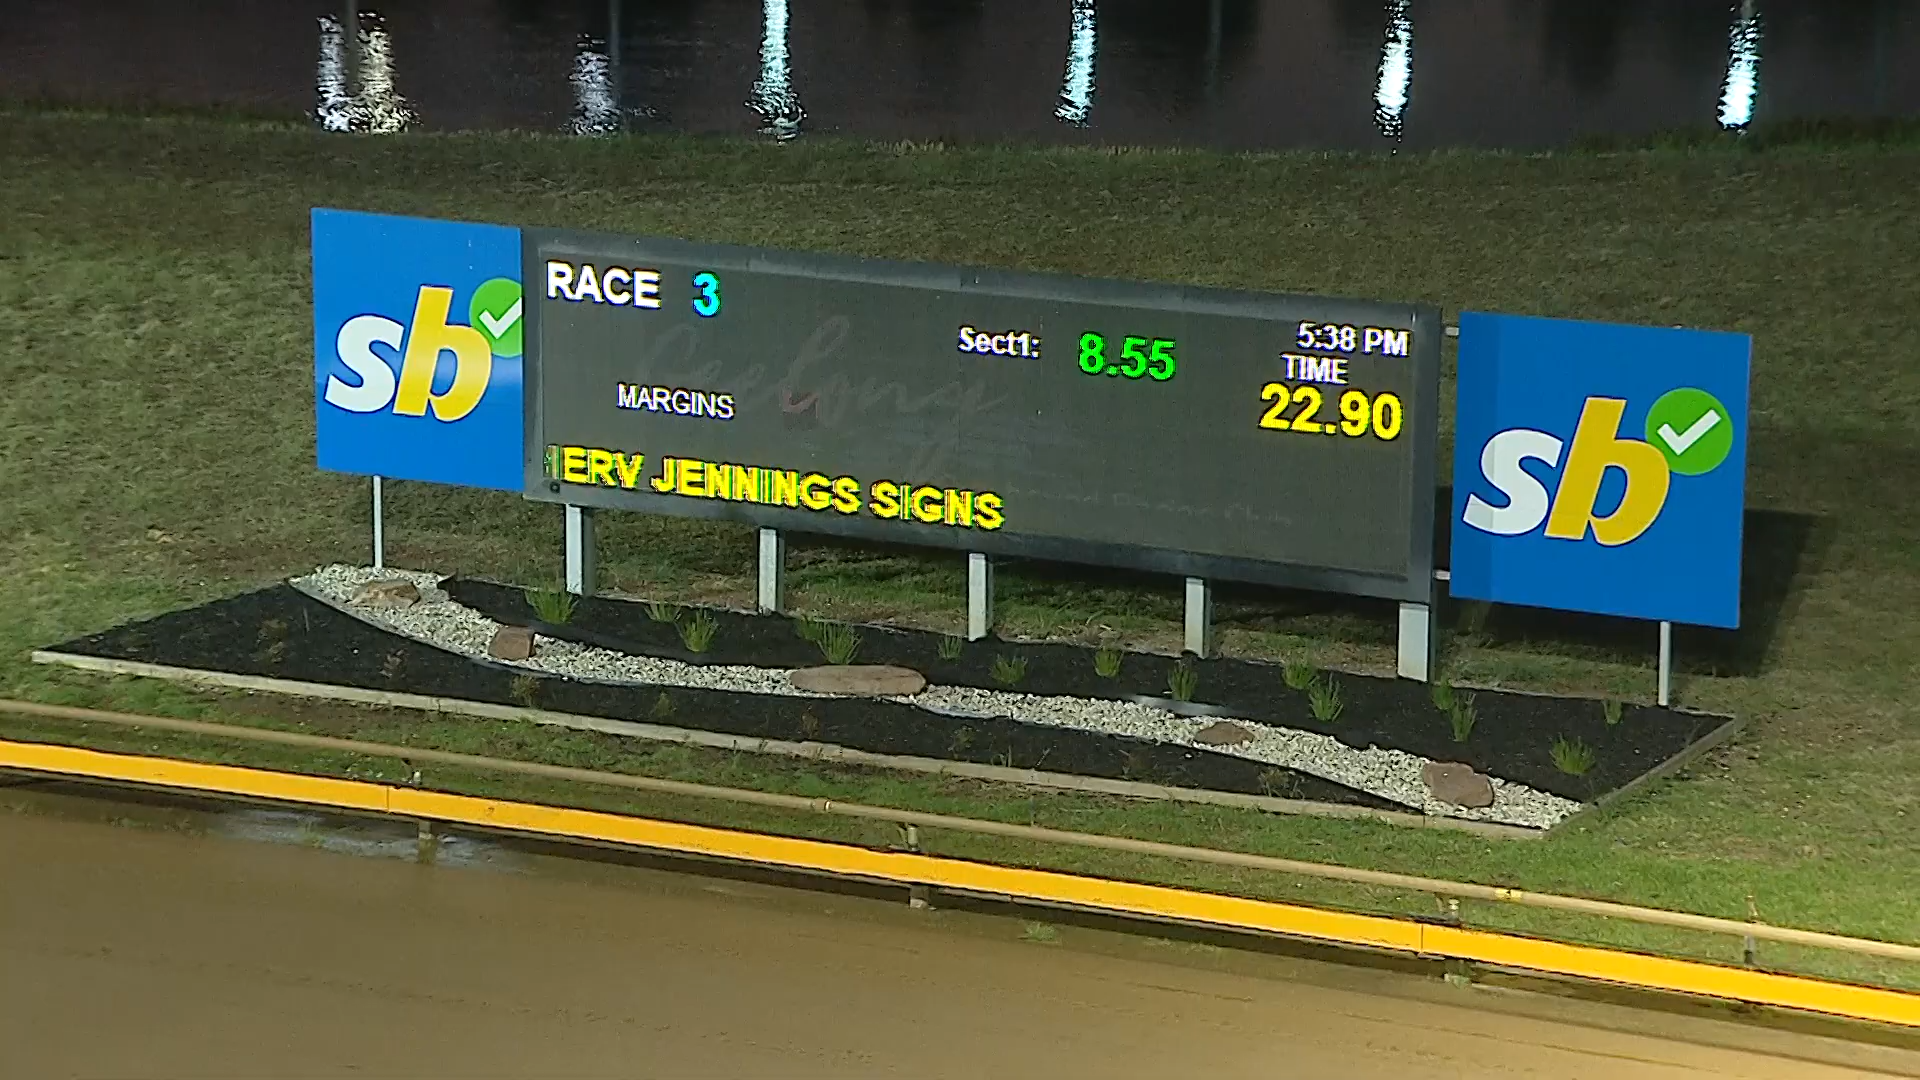 sb
RACE 3
Sect1: 8.55
5:38 PM
TIME
22.90
MARGINS
ERV JENNINGS SIGNS
sb